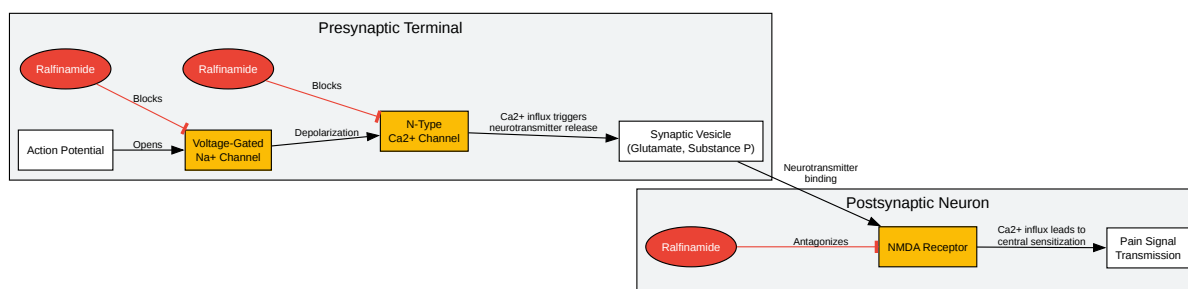 Presynaptic Terminal
Ralfinamide
Ralfinamide
Blocks
Blocks
Action Potential
Opens
Voltage-Gated
Na+ Channel
Depolarization
N-Type
Ca2+ Channel
Ca2+ influx triggers
neurotransmitter release
Synaptic Vesicle
(Glutamate, Substance P)
Neurotransmitter
binding
Postsynaptic Neuron
Ralfinamide
Antagonizes
NMDA Receptor
Ca2+ influx leads to
central sensitization
Pain Signal
Transmission